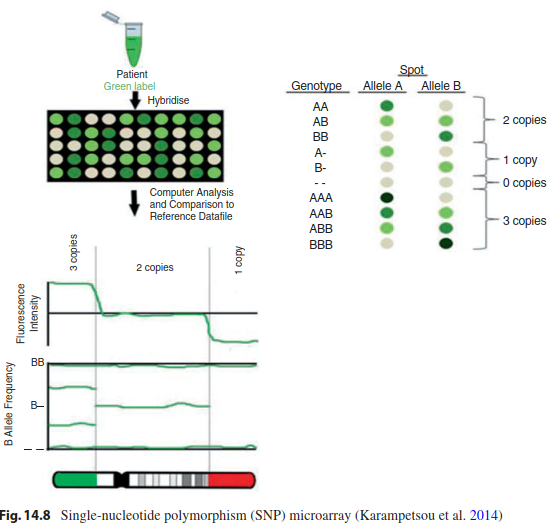 Patient
Green label
Hybridise
Computer Analysis
and Comparison to
Reference Datafile
3 copies
2 copies
1 copy
Fluorescence
Intensity
BB
B–
– –
B Allele Frequency
Spot
Genotype Allele A Allele B
AA
AB
BB
2 copies
A-
B-
1 copy
- -
0 copies
AAA
AAB
ABB
BBB
3 copies
Fig. 14.8 Single-nucleotide polymorphism (SNP) microarray (Karampetsou et al. 2014)